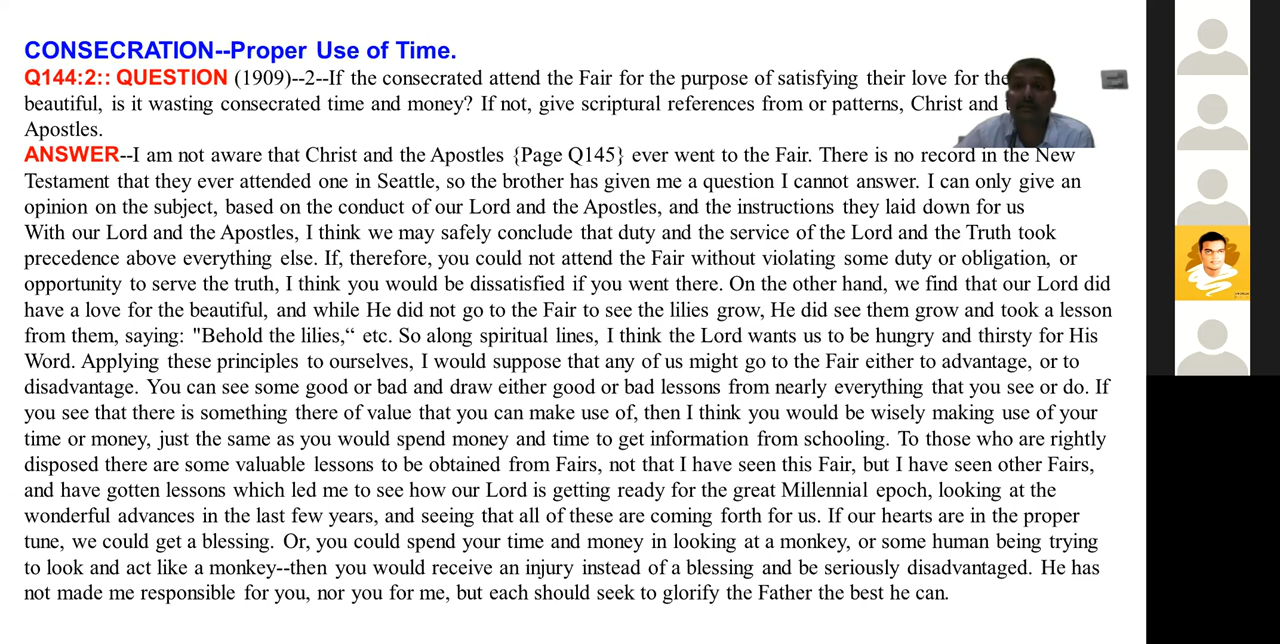 CONSECRATION--Proper Use of Time.
Q144:2:: QUESTION (1909)--2--If the consecrated attend the Fair for the purpose of satisfying their love for the
beautiful, is it wasting consecrated time and money? If not, give scriptural references from or patterns, Christ and
Apostles.
ANSWER--I am not aware that Christ and the Apostles {Page Q145} ever went to the Fair. There is no record in the New
Testament that they ever attended one in Seattle, so the brother has given me a question I cannot answer. I can only give an
opinion on the subject, based on the conduct of our Lord and the Apostles, and the instructions they laid down for us
With our Lord and the Apostles, I think we may safely conclude that duty and the service of the Lord and the Truth took
precedence above everything else. If, therefore, you could not attend the Fair without violating some duty or obligation, or
opportunity to serve the truth, I think you would be dissatisfied if you went there. On the other hand, we find that our Lord did
have a love for the beautiful, and while He did not go to the Fair to see the lilies grow, He did see them grow and took a lesson
from them, saying: "Behold the lilies,“ etc. So along spiritual lines, I think the Lord wants us to be hungry and thirsty for His
Word. Applying these principles to ourselves, I would suppose that any of us might go to the Fair either to advantage, or to
disadvantage. You can see some good or bad and draw either good or bad lessons from nearly everything that you see or do. If
you see that there is something there of value that you can make use of, then I think you would be wisely making use of your
time or money, just the same as you would spend money and time to get information from schooling. To those who are rightly
disposed there are some valuable lessons to be obtained from Fairs, not that I have seen this Fair, but I have seen other Fairs,
and have gotten lessons which led me to see how our Lord is getting ready for the great Millennial epoch, looking at the
wonderful advances in the last few years, and seeing that all of these are coming forth for us. If our hearts are in the proper
tune, we could get a blessing. Or, you could spend your time and money in looking at a monkey, or some human being trying
to look and act like a monkey--then you would receive an injury instead of a blessing and be seriously disadvantaged. He has
not made me responsible for you, nor you for me, but each should seek to glorify the Father the best he can.